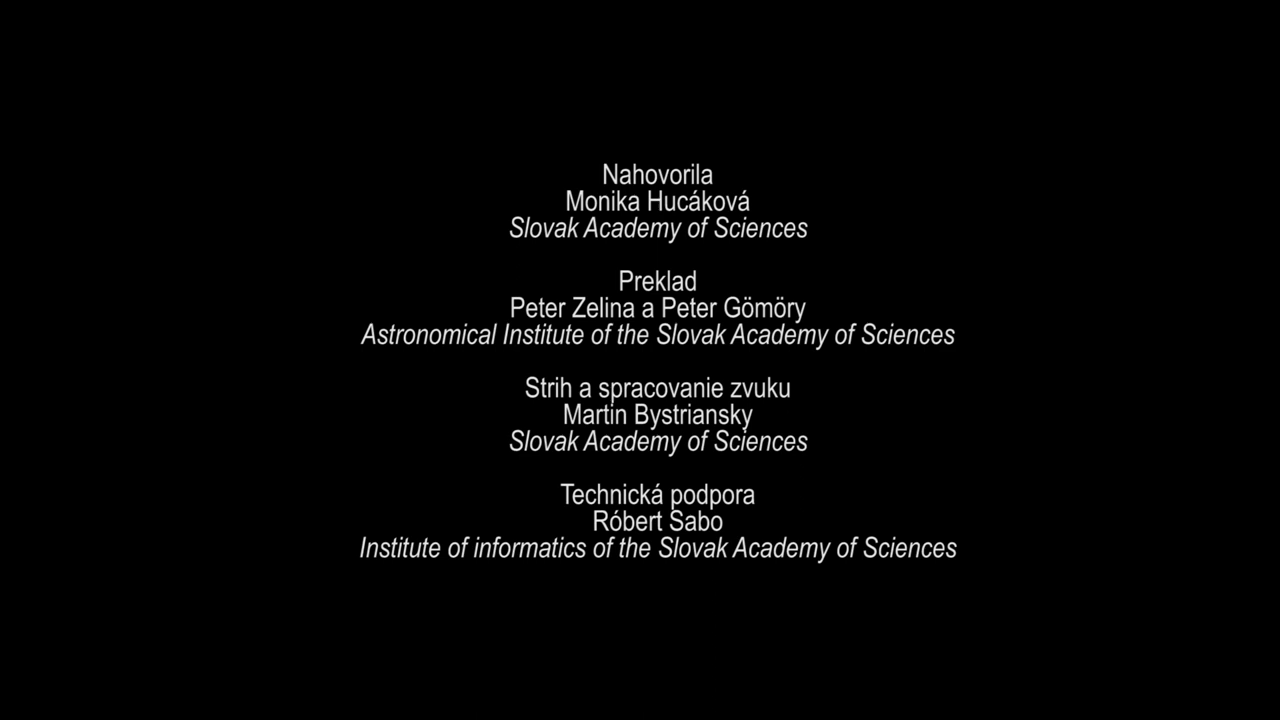 Nahovorila
Monika Hucáková
Slovak Academy of Sciences
Preklad
Peter Zelina a Peter Gömöry
Astronomical Institute of the Slovak Academy of Sciences
Strih a spracovanie zvuku
Martin Bystriansky
Slovak Academy of Sciences
Technická podpora
Róbert Sabo
Institute of informatics of the Slovak Academy of Sciences